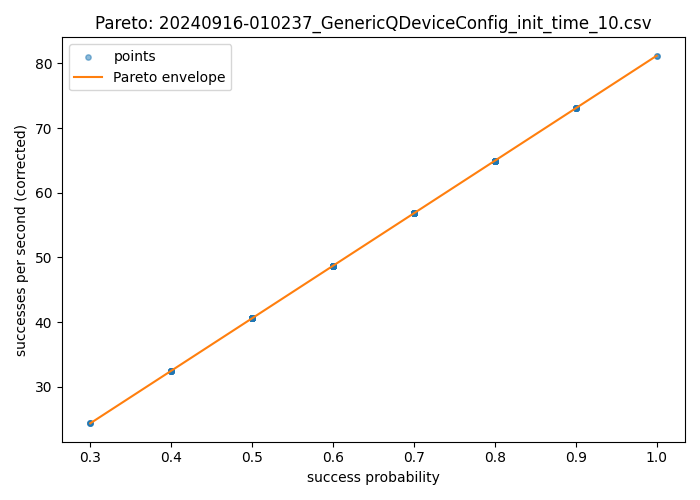 Pareto: 20240916-010237_GenericQDeviceConfig_init_time_10.csv
points
Pareto envelope
successes per second (corrected)
80
70
60
50
40
30
0.3 0.4 0.5 0.6 0.7 0.8 0.9 1.0
success probability